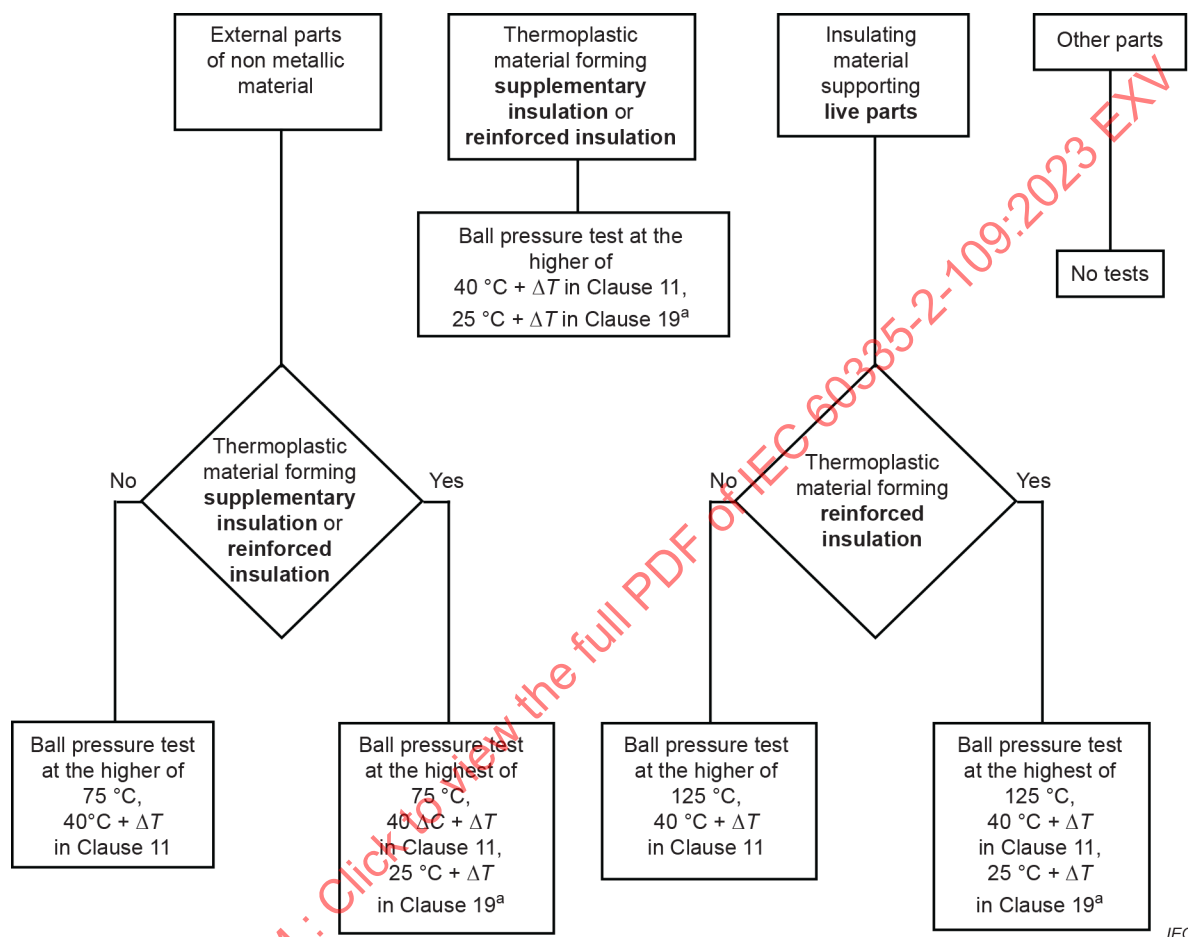 External parts
of non metallic
material
Thermoplastic
material forming
supplementary
insulation or
reinforced insulation
Insulating
material
supporting
live parts
Other parts
Ball pressure test at the
higher of
40 °C + ΔT in Clause 11,
25 °C + ΔT in Clause 19ᵃ
No tests
No
Thermoplastic
material forming
supplementary
insulation or
reinforced
insulation
Yes
No
Thermoplastic
material forming
reinforced
insulation
Yes
Ball pressure test
at the higher of
75 °C,
40°C + ΔT
in Clause 11
Ball pressure test
at the highest of
75 °C,
40 ΔC + ΔT
in Clause 11,
25 °C + ΔT
in Clause 19ᵃ
Ball pressure test
at the higher of
125 °C,
40 °C + ΔT
in Clause 11
Ball pressure test
at the highest of
125 °C,
40 °C + ΔT
in Clause 11,
25 °C + ΔT
in Clause 19ᵃ
: Click to view the full PDF of IEC 60335-2-109:2023 EXV
IEC